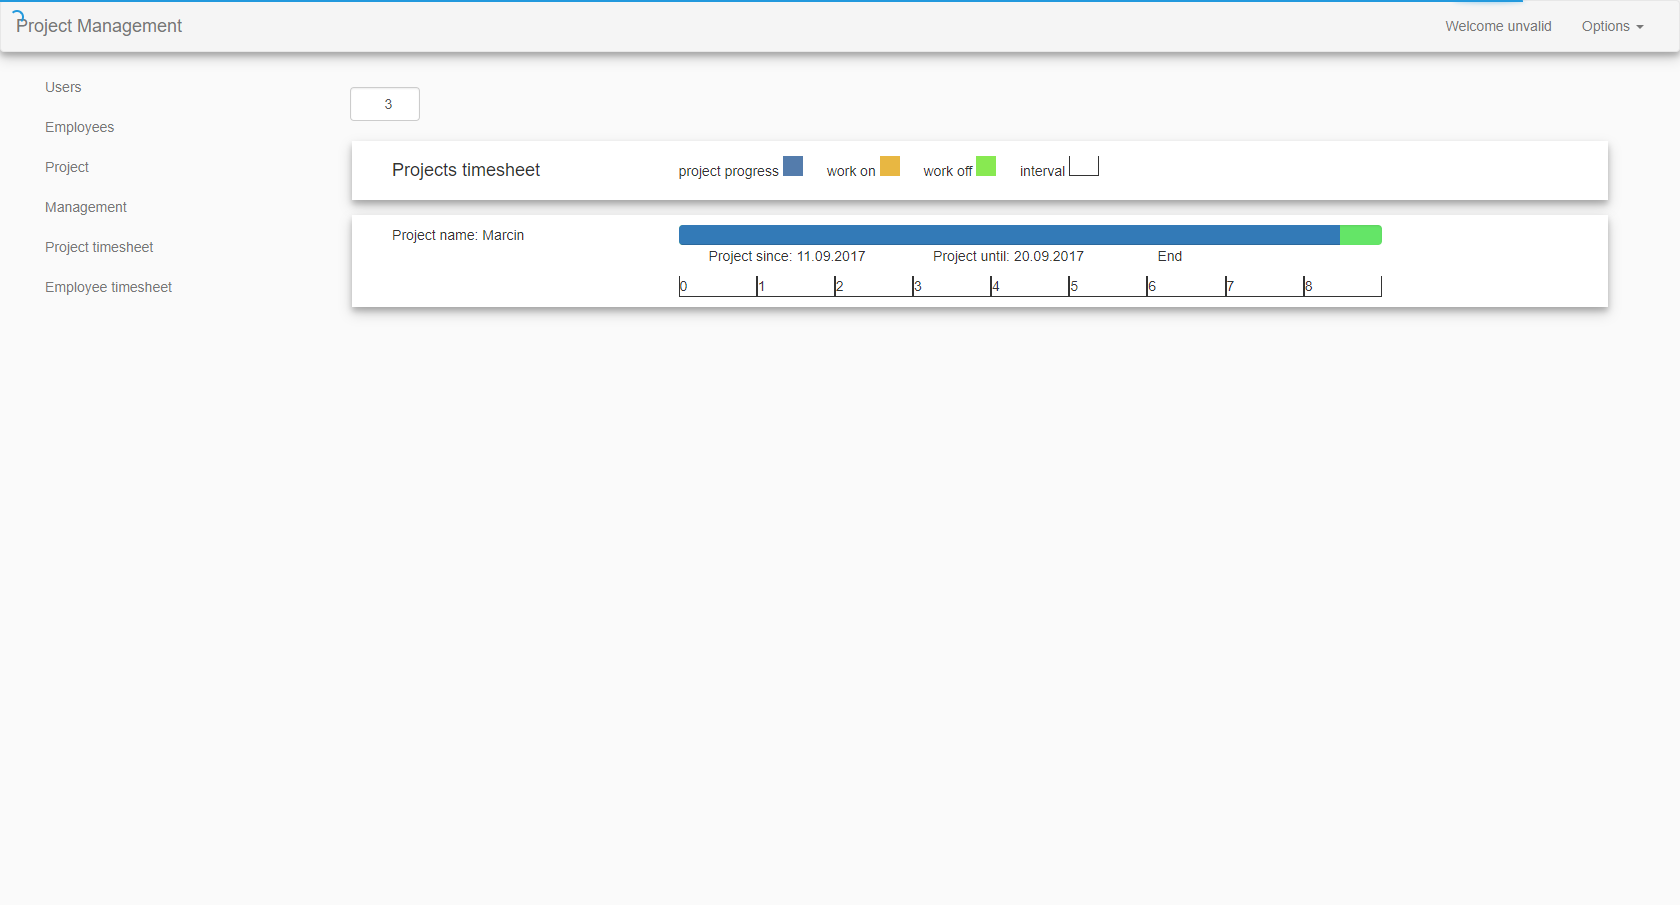 Project Management
Welcome unvalid
Options
Users
Employees
Project
Management
Project timesheet
Employee timesheet
3
Projects timesheet
project progress
work on
work off
interval
Project name: Marcin
Project since: 11.09.2017
Project until: 20.09.2017
End
0 1 2 3 4 5 6 7 8